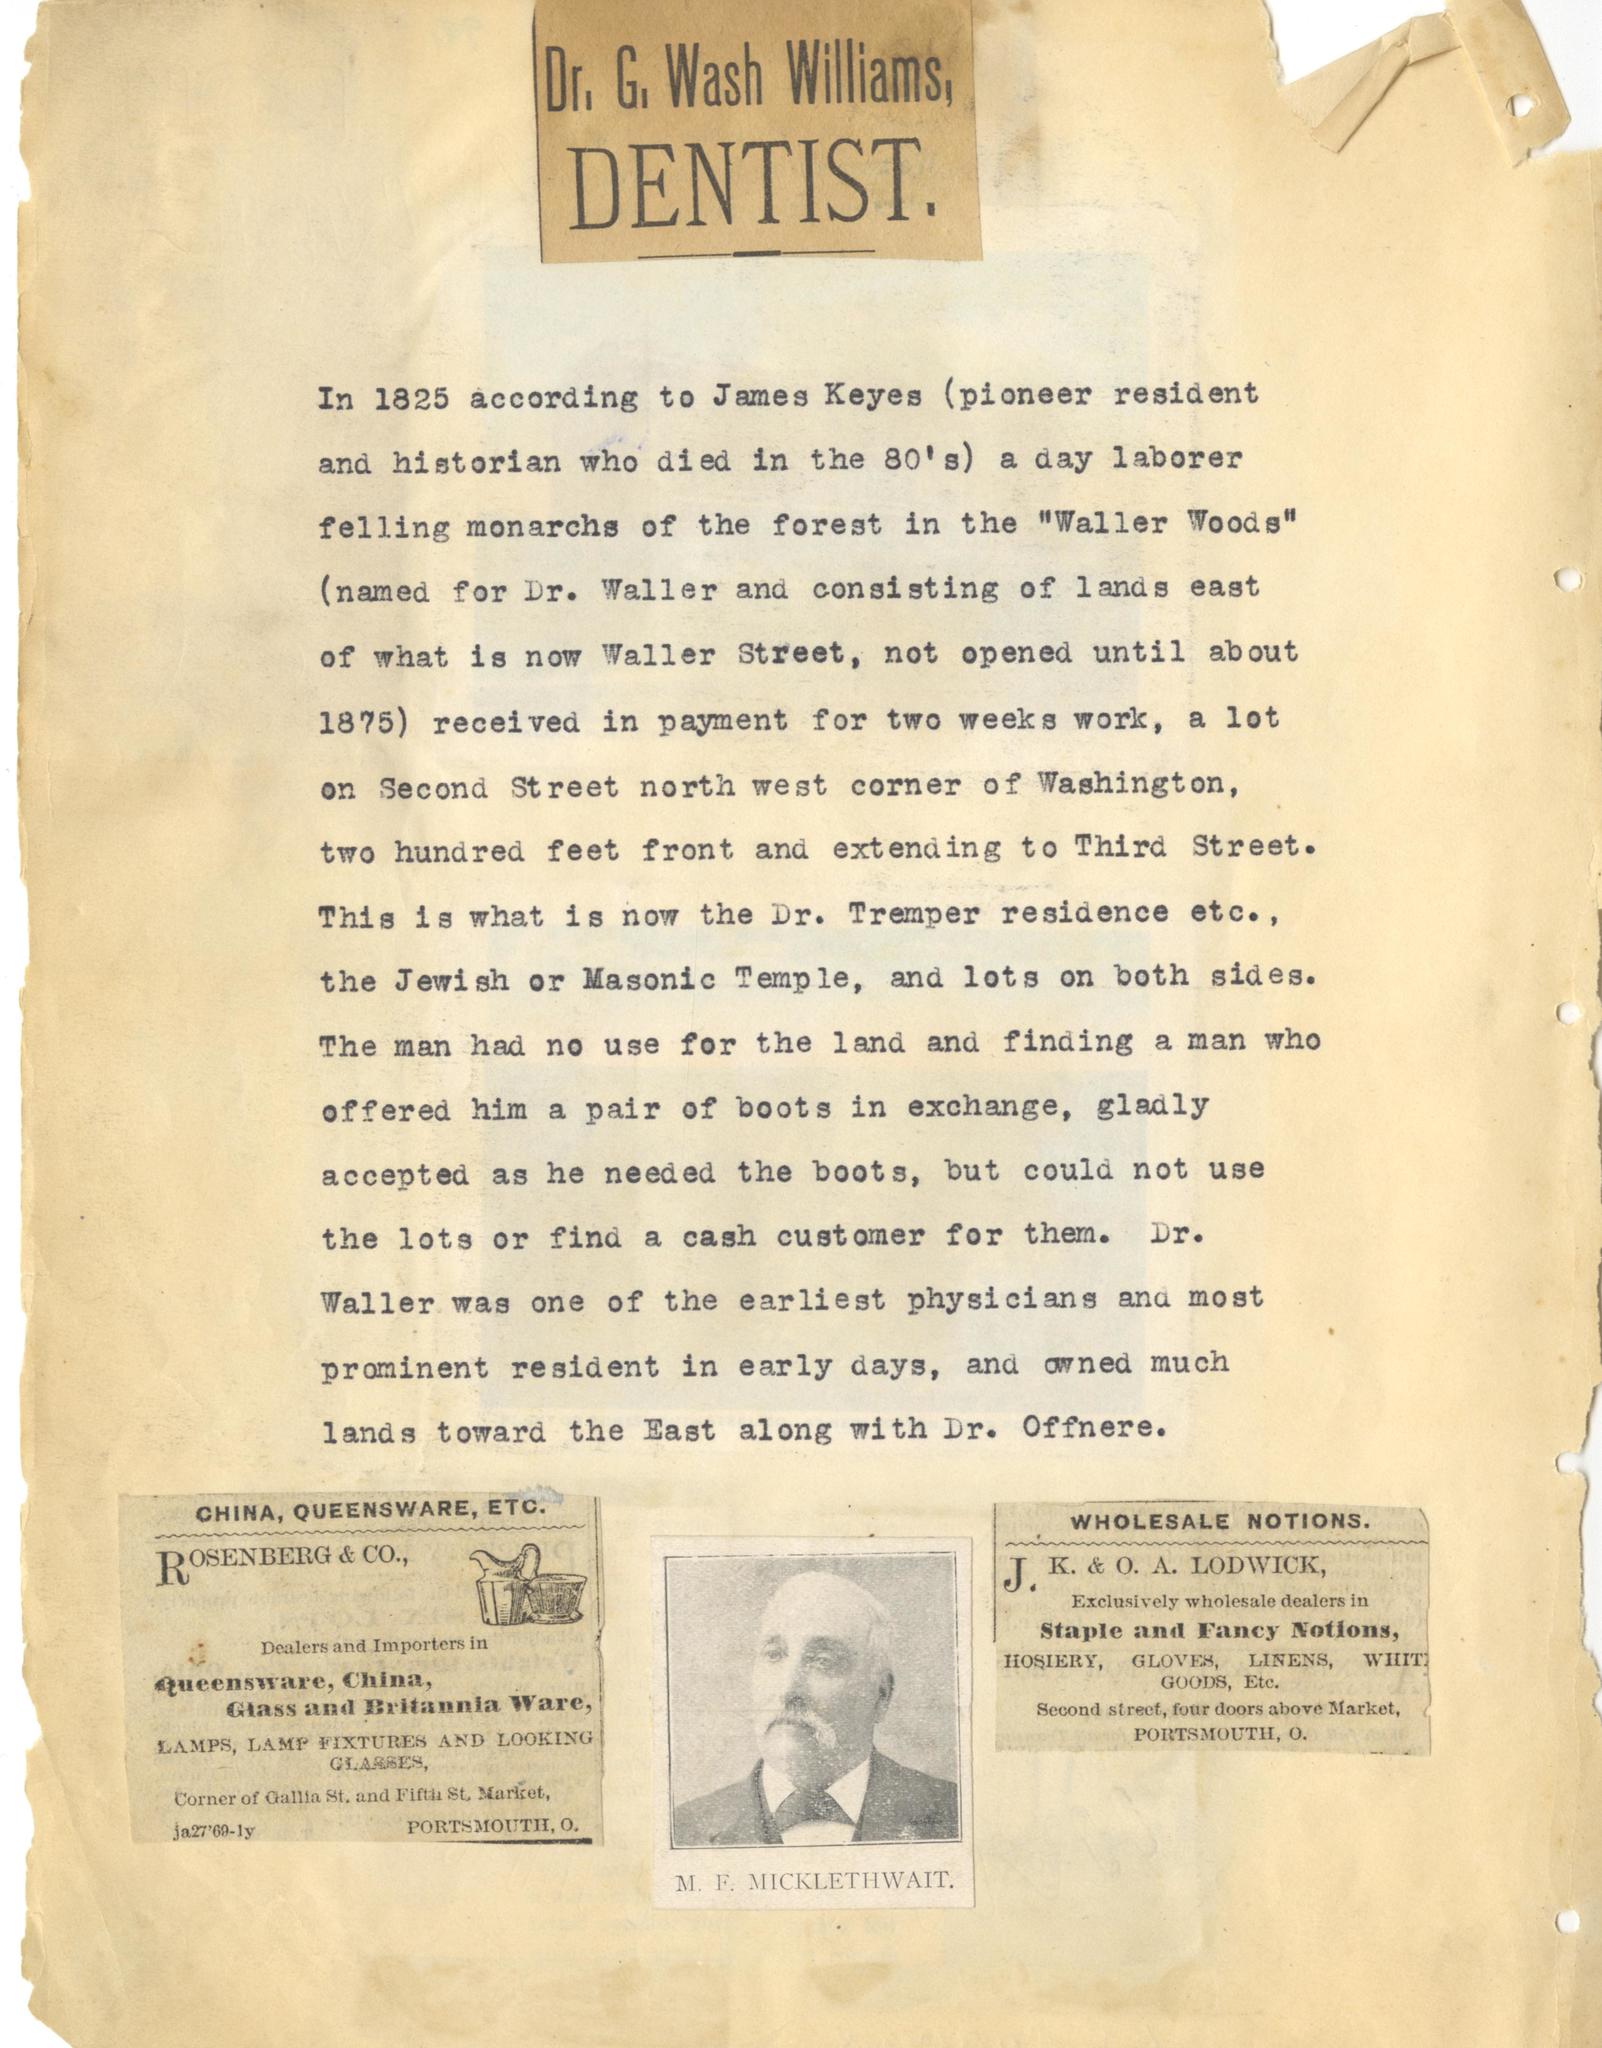 Dr. G. Wash Williams,
DENTIST.
In 1825 according to James Keyes (pioneer resident
and historian who died in the 80's) a day laborer
felling monarchs of the forest in the "Waller Woods"
(named for Dr. Waller and consisting of lands east
of what is now Waller Street, not opened until about
1875) received in payment for two weeks work, a lot
on Second Street north west corner of Washington,
two hundred feet front and extending to Third Street.
This is what is now the Dr. Tremper residence etc.,
the Jewish or Masonic Temple, and lots on both sides.
The man had no use for the land and finding a man who
offered him a pair of boots in exchange, gladly
accepted as he needed the boots, but could not use
the lots or find a cash customer for them. Dr.
Waller was one of the earliest physicians and most
prominent resident in early days, and owned much
lands toward the East along with Dr. Offnere.
CHINA, QUEENSWARE, ETC.
ROSENBERG & CO.,
Dealers and Importers in
Queensware, China,
Glass and Britannia Ware,
LAMPS, LAMP FIXTURES AND LOOKING
GLASSES,
Corner of Gallia St. and Fifth St. Market,
ja27'69-1y PORTSMOUTH, O.
M. F. MICKLETHWAIT.
WHOLESALE NOTIONS.
J. K. & O. A. LODWICK,
Exclusively wholesale dealers in
Staple and Fancy Notions,
HOSIERY, GLOVES, LINENS, WHITE
GOODS, Etc.
Second street, four doors above Market,
PORTSMOUTH, O.